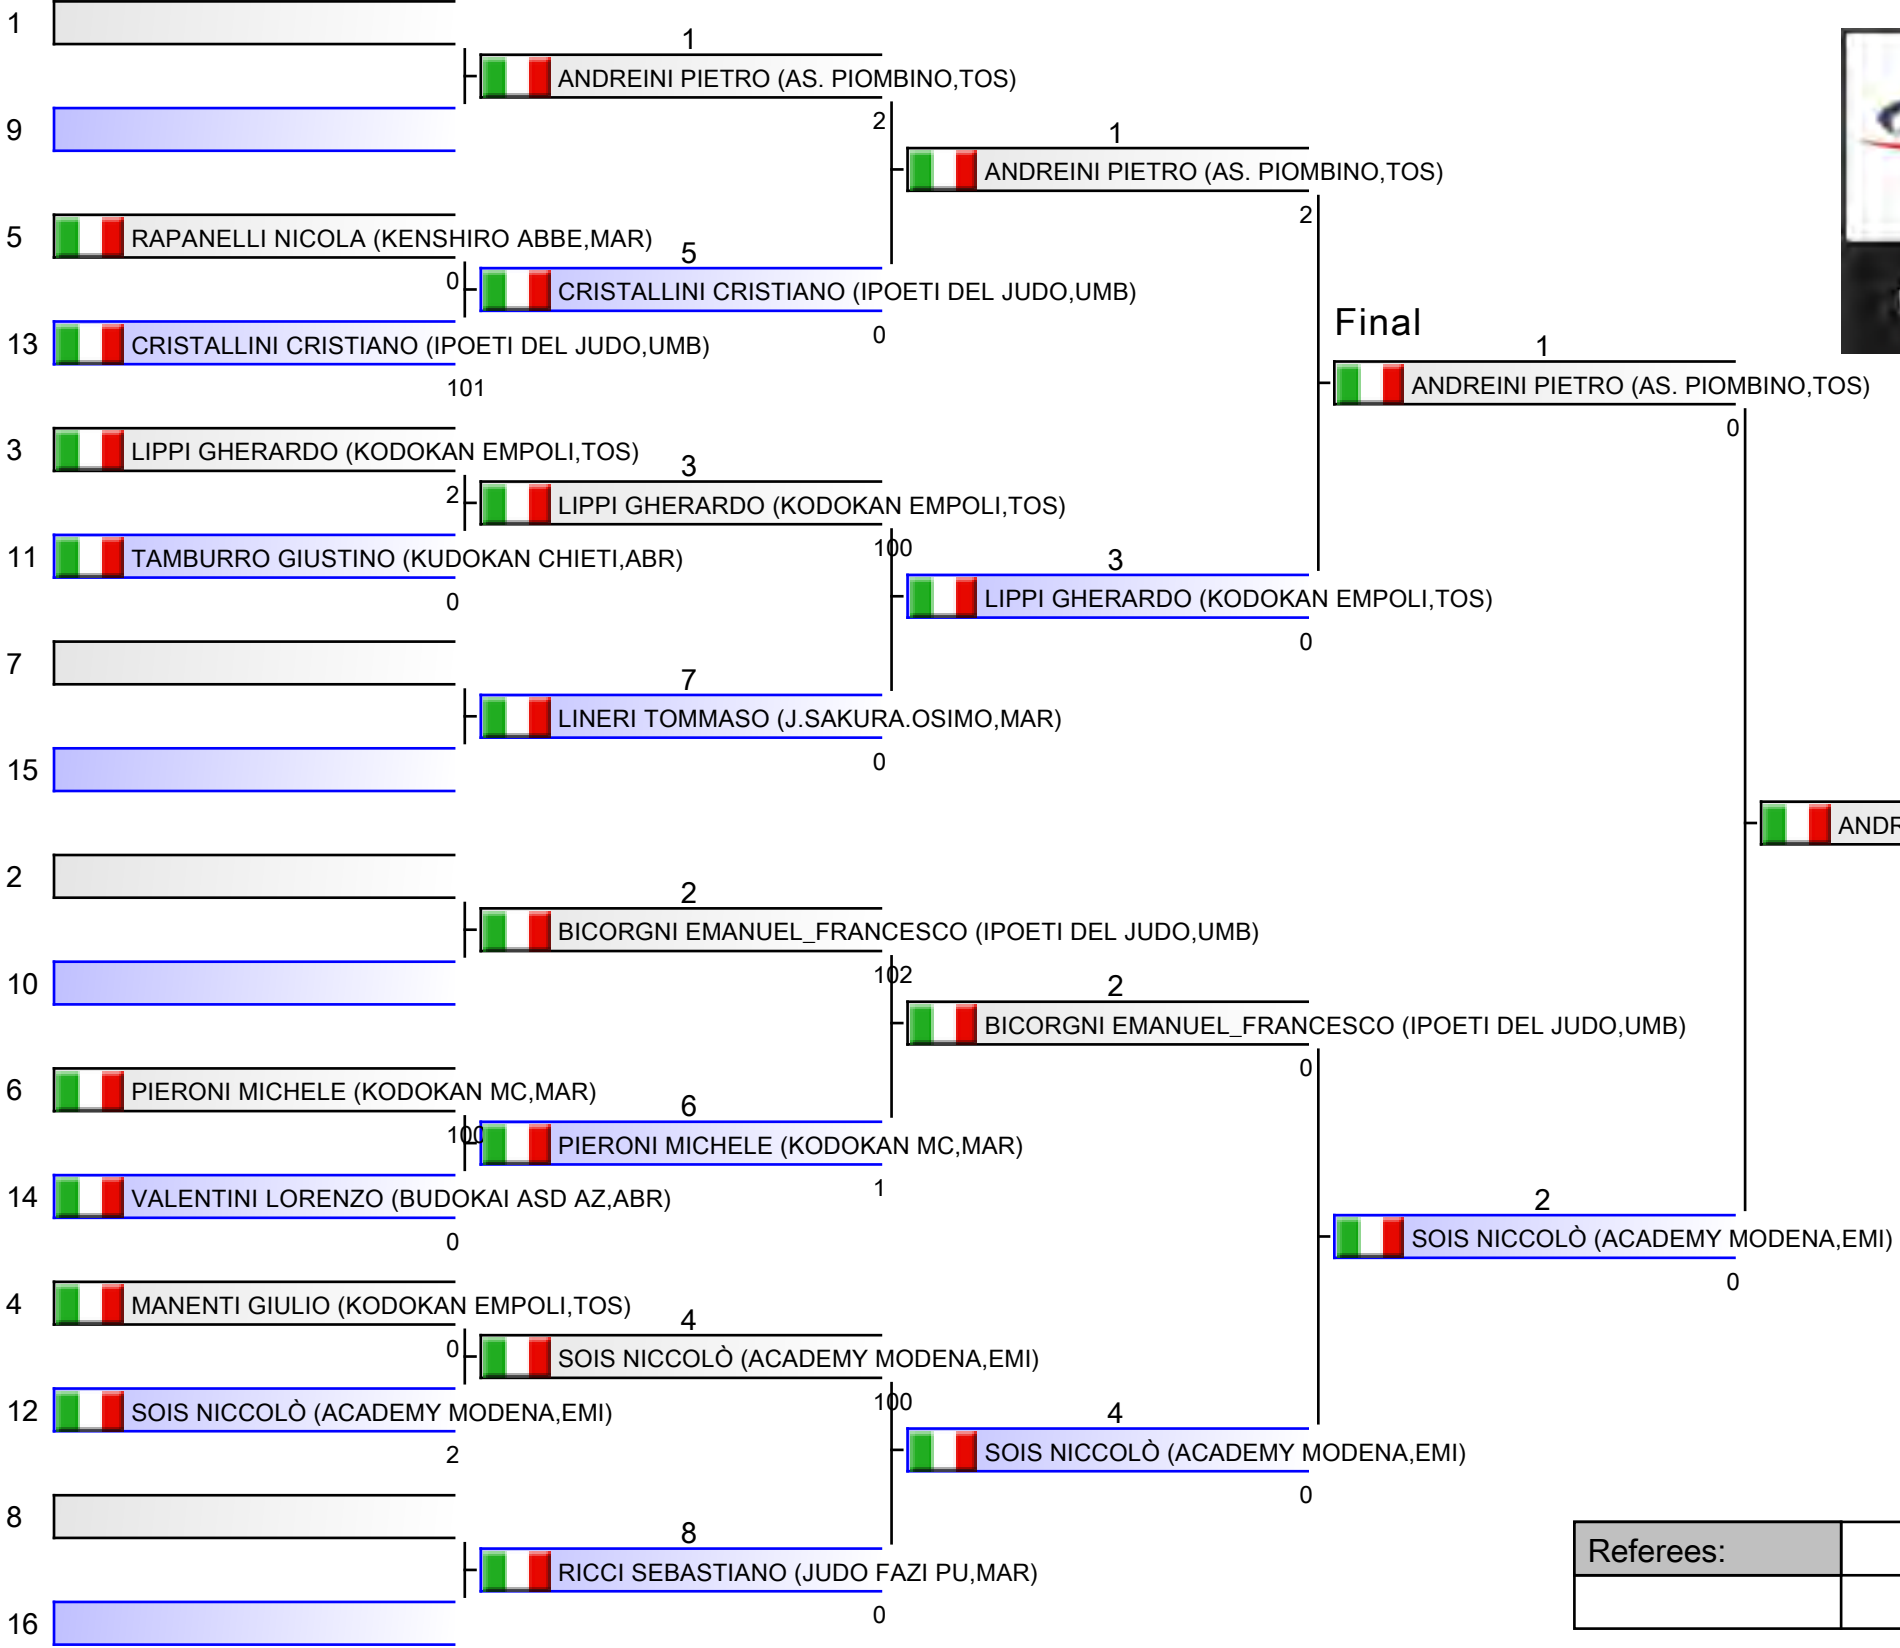 1
1
ANDREINI PIETRO (AS. PIOMBINO,TOS)
9
2
1
ANDREINI PIETRO (AS. PIOMBINO,TOS)
2
5 RAPANELLI NICOLA (KENSHIRO ABBE,MAR)
0
5
CRISTALLINI CRISTIANO (IPOETI DEL JUDO,UMB)
0
13 CRISTALLINI CRISTIANO (IPOETI DEL JUDO,UMB)
101
Final
1
ANDREINI PIETRO (AS. PIOMBINO,TOS)
0
3 LIPPI GHERARDO (KODOKAN EMPOLI,TOS)
2
3
LIPPI GHERARDO (KODOKAN EMPOLI,TOS)
100
11 TAMBURRO GIUSTINO (KUDOKAN CHIETI,ABR)
0
3
LIPPI GHERARDO (KODOKAN EMPOLI,TOS)
0
7
7
LINERI TOMMASO (J.SAKURA.OSIMO,MAR)
0
15
ANDR
2
2
BICORGNI EMANUEL_FRANCESCO (IPOETI DEL JUDO,UMB)
102
10
2
BICORGNI EMANUEL_FRANCESCO (IPOETI DEL JUDO,UMB)
0
6 PIERONI MICHELE (KODOKAN MC,MAR)
100
6
PIERONI MICHELE (KODOKAN MC,MAR)
1
14 VALENTINI LORENZO (BUDOKAI ASD AZ,ABR)
0
2
SOIS NICCOLÒ (ACADEMY MODENA,EMI)
0
4 MANENTI GIULIO (KODOKAN EMPOLI,TOS)
0
4
SOIS NICCOLÒ (ACADEMY MODENA,EMI)
100
12 SOIS NICCOLÒ (ACADEMY MODENA,EMI)
2
4
SOIS NICCOLÒ (ACADEMY MODENA,EMI)
0
8
8
RICCI SEBASTIANO (JUDO FAZI PU,MAR)
0
16
Referees: